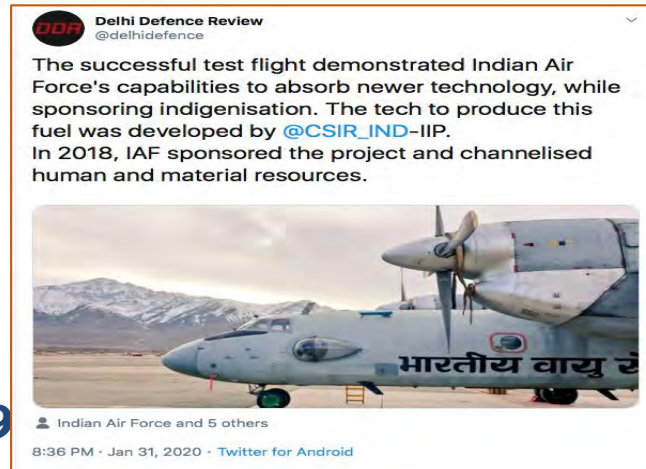 DDR
Delhi Defence Review
@delhidefence
The successful test flight demonstrated Indian Air
Force's capabilities to absorb newer technology, while
sponsoring indigenisation. The tech to produce this
fuel was developed by @CSIR_IND-IIP.
In 2018, IAF sponsored the project and channelised
human and material resources.
भारतीय वायु से
9
Indian Air Force and 5 others
8:36 PM · Jan 31, 2020 · Twitter for Android